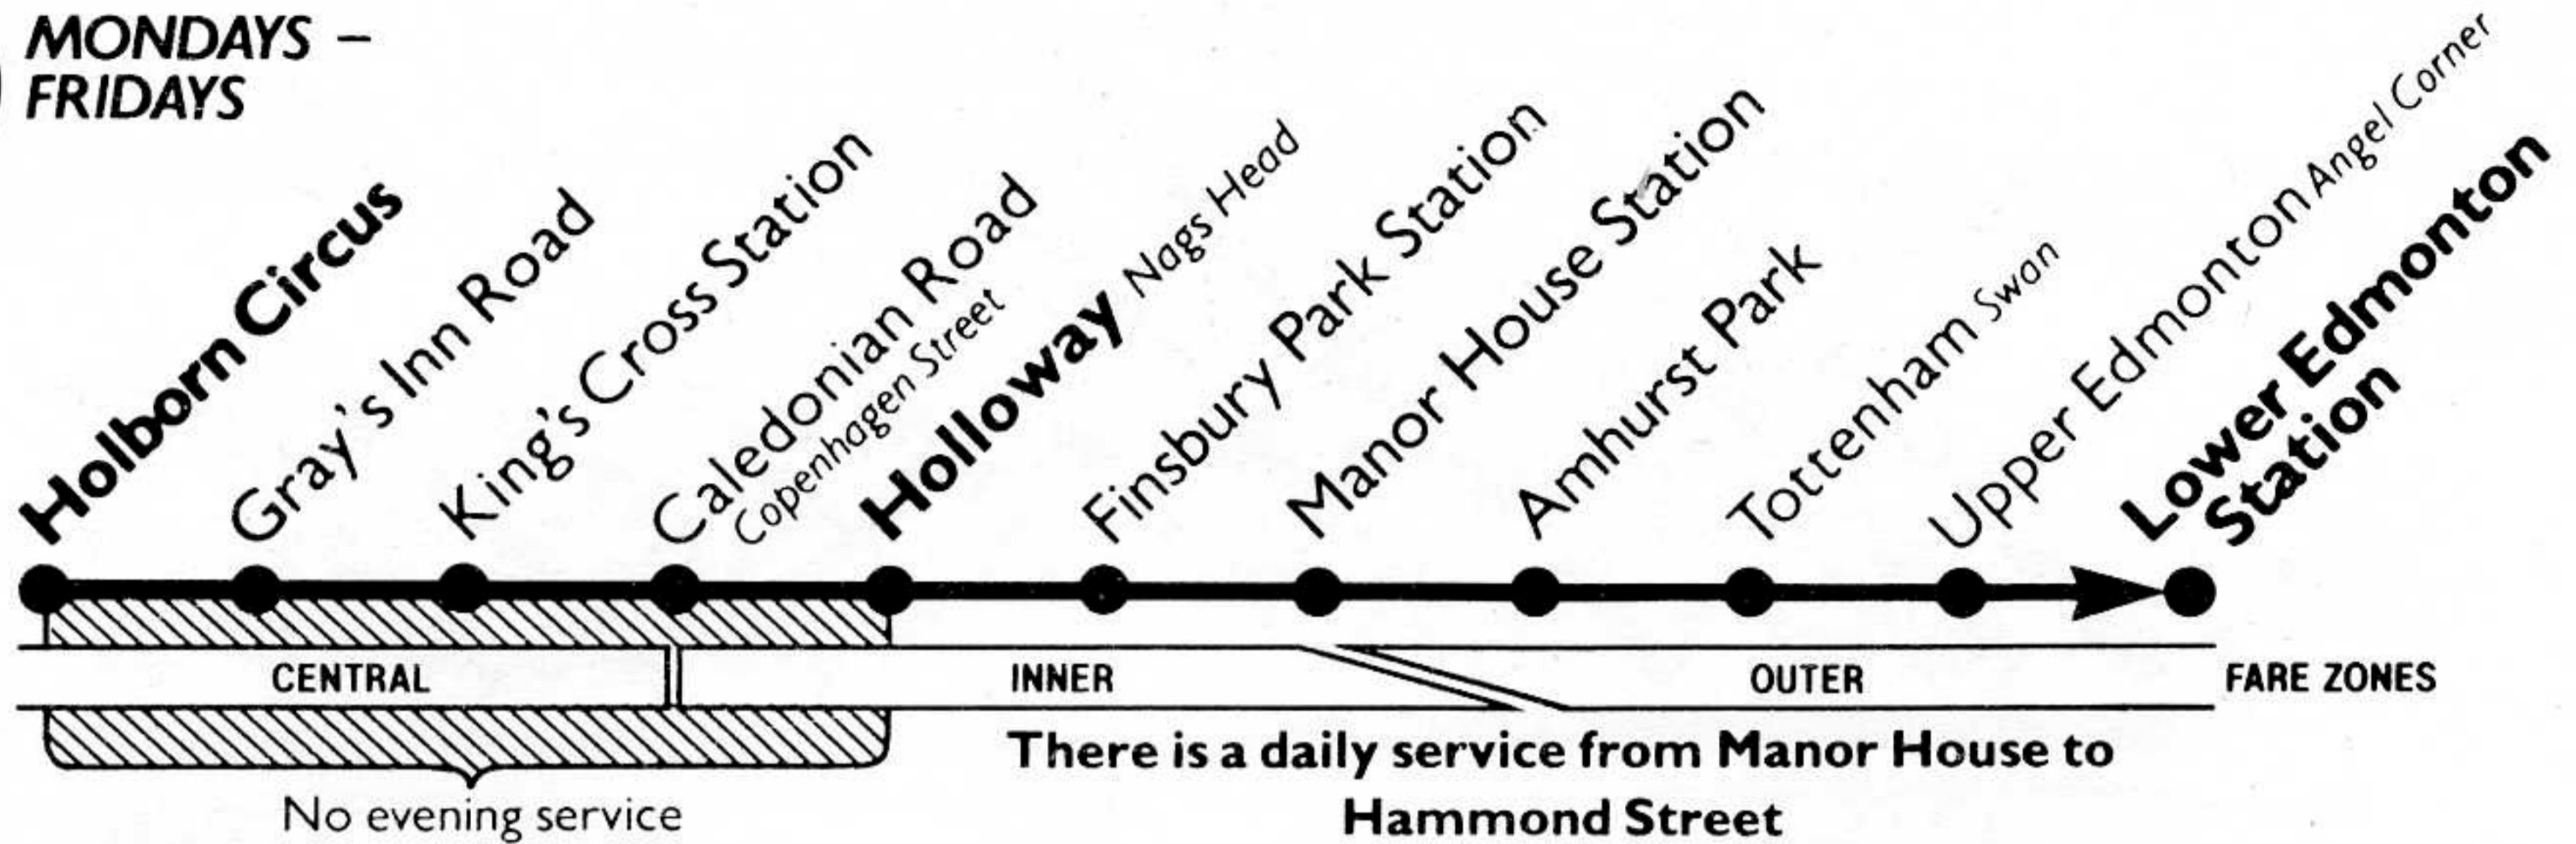 MONDAYS –
FRIDAYS
Holborn Circus
Gray's Inn Road
King's Cross Station
Caledonian Road
Copenhagen Street
Holloway Nags Head
Finsbury Park Station
Manor House Station
Amhurst Park
Tottenham Swan
Upper Edmonton Angel Corner
Lower Edmonton
Station
CENTRAL
INNER
OUTER
FARE ZONES
No evening service
There is a daily service from Manor House to
Hammond Street